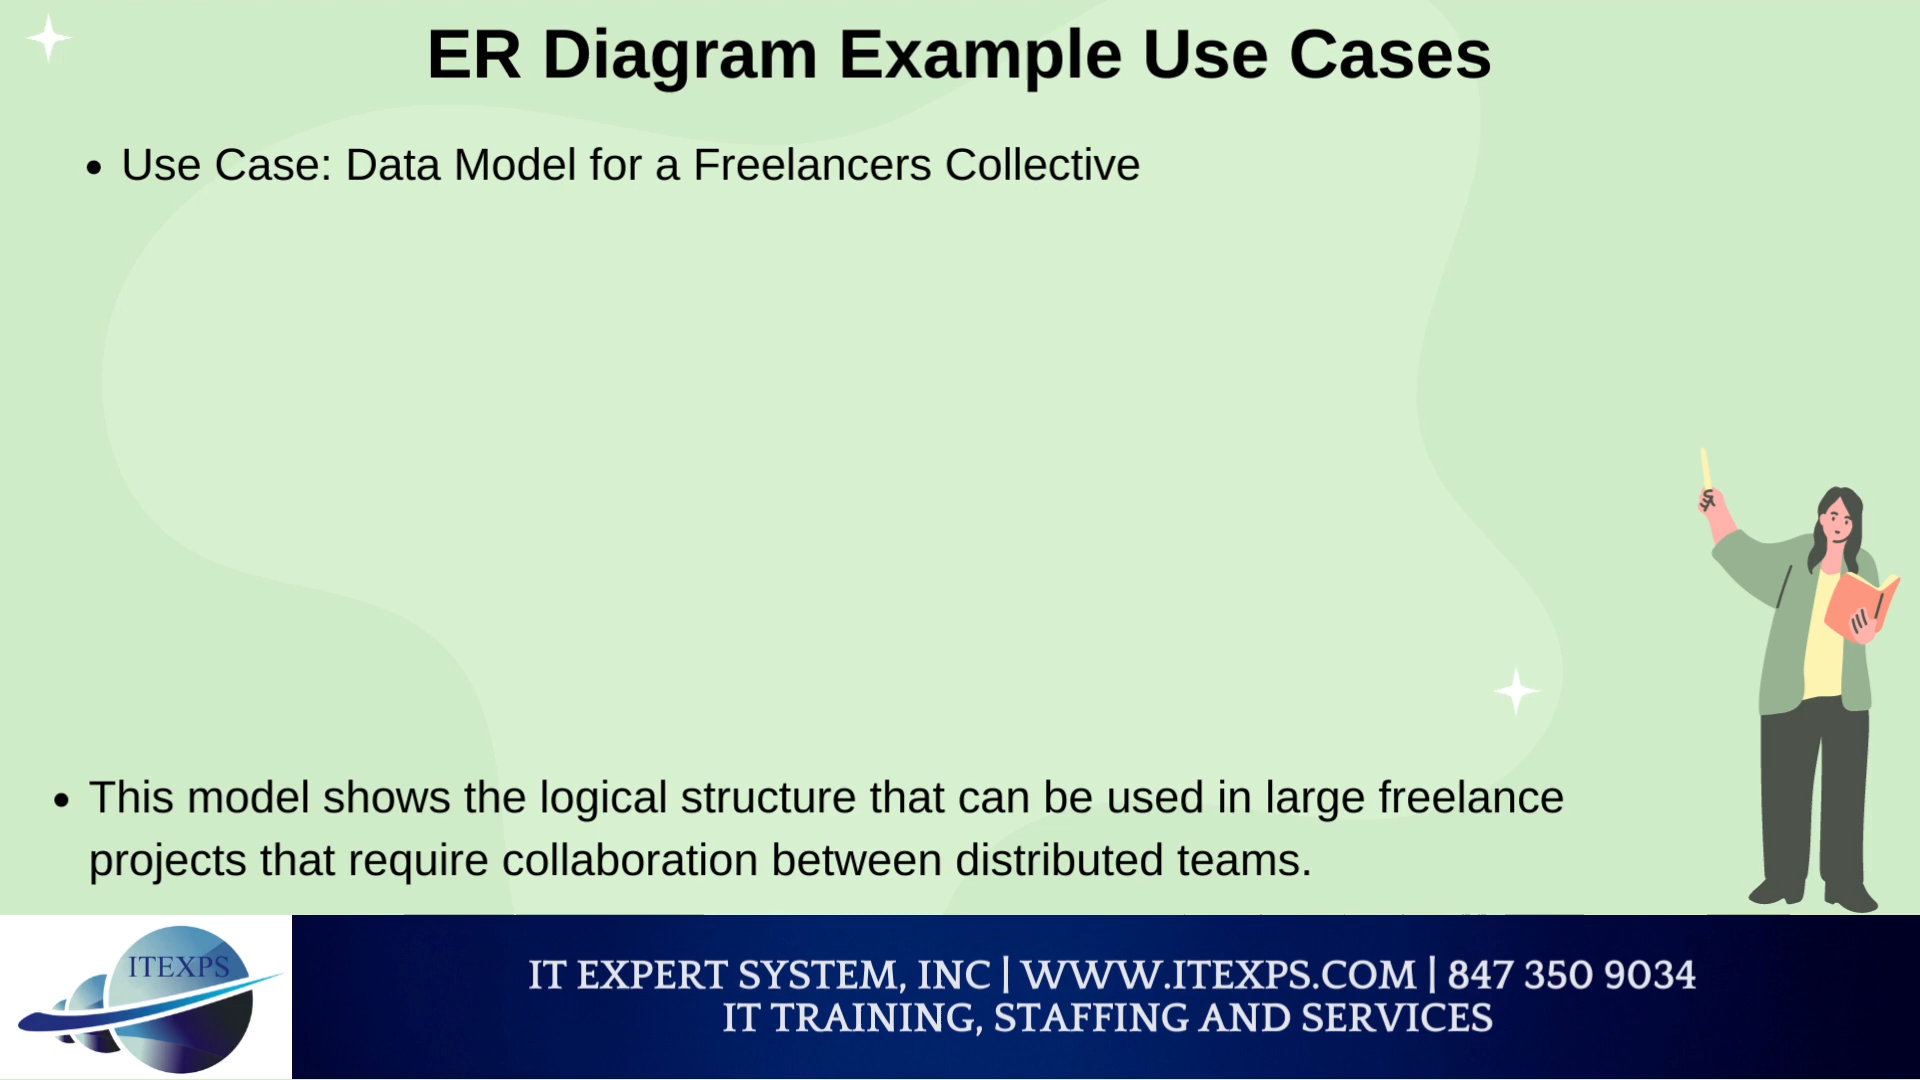 ER Diagram Example Use Cases
• Use Case: Data Model for a Freelancers Collective
• This model shows the logical structure that can be used in large freelance
projects that require collaboration between distributed teams.
ITEXPS
IT EXPERT SYSTEM, INC | WWW.ITEXPS.COM | 847 350 9034
IT TRAINING, STAFFING AND SERVICES